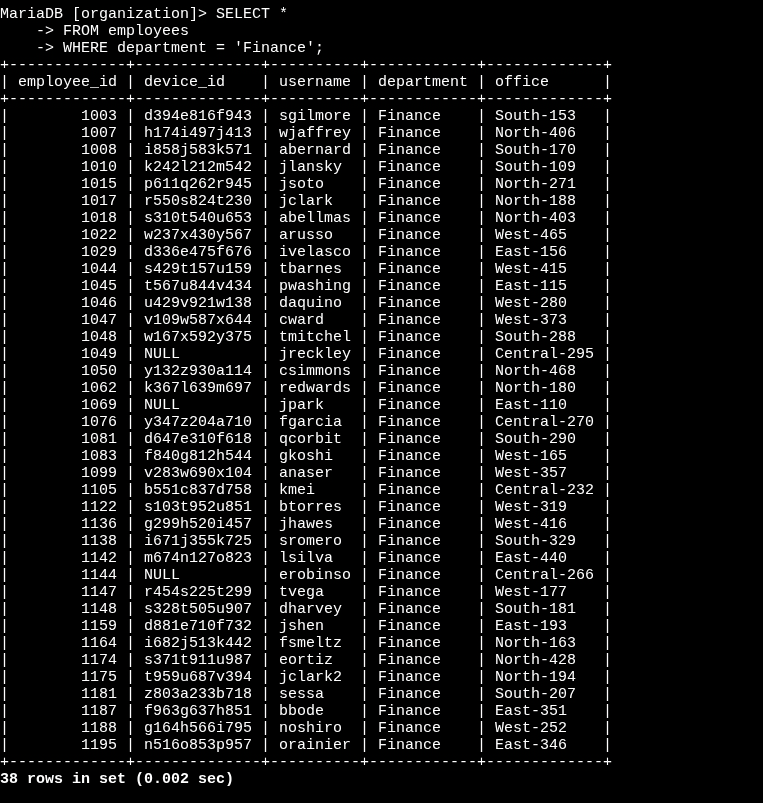 MariaDB [organization]> SELECT *
    -> FROM employees
    -> WHERE department = 'Finance';
+-------------+--------------+----------+------------+-------------+
| employee_id | device_id    | username | department | office      |
+-------------+--------------+----------+------------+-------------+
|        1003 | d394e816f943 | sgilmore | Finance    | South-153   |
|        1007 | h174i497j413 | wjaffrey | Finance    | North-406   |
|        1008 | i858j583k571 | abernard | Finance    | South-170   |
|        1010 | k242l212m542 | jlansky  | Finance    | South-109   |
|        1015 | p611q262r945 | jsoto    | Finance    | North-271   |
|        1017 | r550s824t230 | jclark   | Finance    | North-188   |
|        1018 | s310t540u653 | abellmas | Finance    | North-403   |
|        1022 | w237x430y567 | arusso   | Finance    | West-465    |
|        1029 | d336e475f676 | ivelasco | Finance    | East-156    |
|        1044 | s429t157u159 | tbarnes  | Finance    | West-415    |
|        1045 | t567u844v434 | pwashing | Finance    | East-115    |
|        1046 | u429v921w138 | daquino  | Finance    | West-280    |
|        1047 | v109w587x644 | cward    | Finance    | West-373    |
|        1048 | w167x592y375 | tmitchel | Finance    | South-288   |
|        1049 | NULL         | jreckley | Finance    | Central-295 |
|        1050 | y132z930a114 | csimmons | Finance    | North-468   |
|        1062 | k367l639m697 | redwards | Finance    | North-180   |
|        1069 | NULL         | jpark    | Finance    | East-110    |
|        1076 | y347z204a710 | fgarcia  | Finance    | Central-270 |
|        1081 | d647e310f618 | qcorbit  | Finance    | South-290   |
|        1083 | f840g812h544 | gkoshi   | Finance    | West-165    |
|        1099 | v283w690x104 | anaser   | Finance    | West-357    |
|        1105 | b551c837d758 | kmei     | Finance    | Central-232 |
|        1122 | s103t952u851 | btorres  | Finance    | West-319    |
|        1136 | g299h520i457 | jhawes   | Finance    | West-416    |
|        1138 | i671j355k725 | sromero  | Finance    | South-329   |
|        1142 | m674n127o823 | lsilva   | Finance    | East-440    |
|        1144 | NULL         | erobinso | Finance    | Central-266 |
|        1147 | r454s225t299 | tvega    | Finance    | West-177    |
|        1148 | s328t505u907 | dharvey  | Finance    | South-181   |
|        1159 | d881e710f732 | jshen    | Finance    | East-193    |
|        1164 | i682j513k442 | fsmeltz  | Finance    | North-163   |
|        1174 | s371t911u987 | eortiz   | Finance    | North-428   |
|        1175 | t959u687v394 | jclark2  | Finance    | North-194   |
|        1181 | z803a233b718 | sessa    | Finance    | South-207   |
|        1187 | f963g637h851 | bbode    | Finance    | East-351    |
|        1188 | g164h566i795 | noshiro  | Finance    | West-252    |
|        1195 | n516o853p957 | orainier | Finance    | East-346    |
+-------------+--------------+----------+------------+-------------+
38 rows in set (0.002 sec)